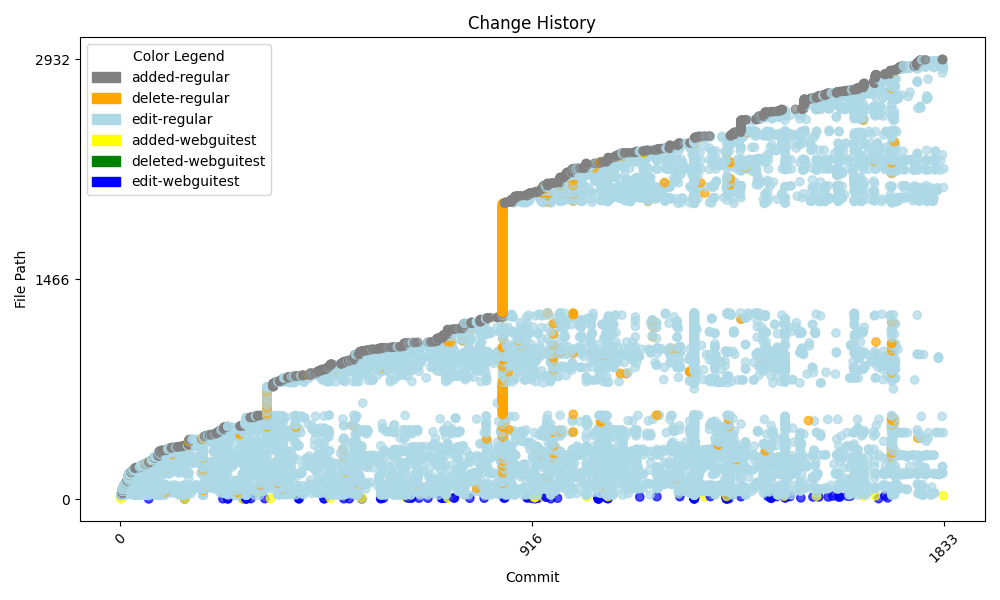 Change History
Color Legend
added-regular
delete-regular
edit-regular
added-webguitest
deleted-webguitest
edit-webguitest
2932
1466
0
File Path
0
916
1833
Commit